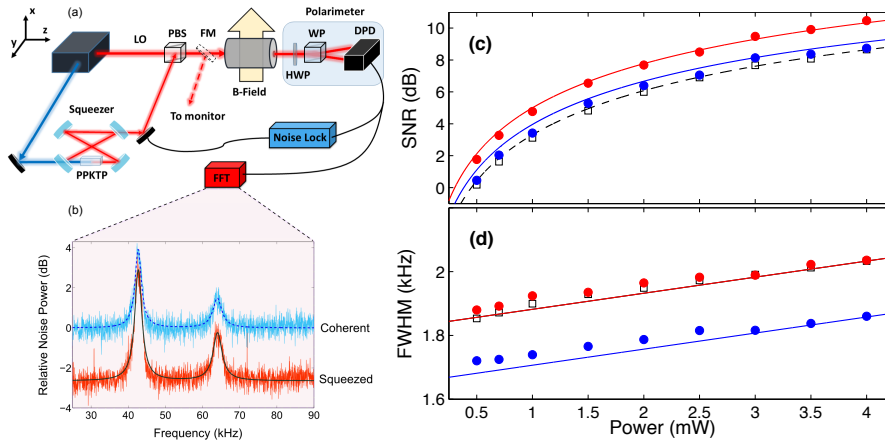 (a)
x
y
z
LO
PBS
FM
Polarimeter
WP
DPD
HWP
B-Field
To monitor
Squeezer
PPKTP
Noise Lock
FFT
(b)
Relative Noise Power (dB)
4
2
0
−2
−4
Coherent
Squeezed
30 40 50 60 70 80 90
Frequency (kHz)
(c)
SNR (dB)
10
8
6
4
2
0
(d)
FWHM (kHz)
2
1.8
1.6
0.5 1 1.5 2 2.5 3 3.5 4
Power (mW)